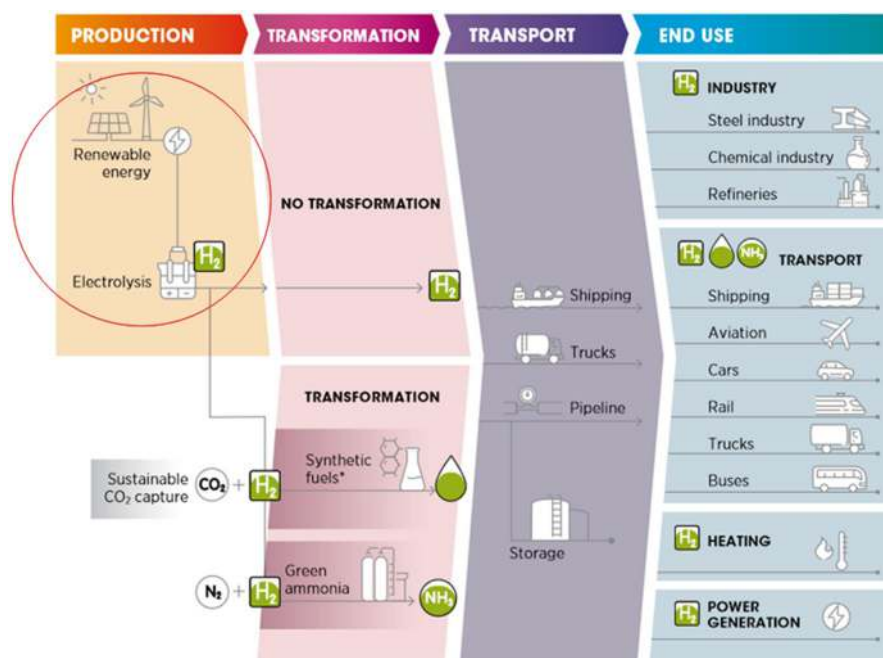 PRODUCTION
TRANSFORMATION
TRANSPORT
END USE
Renewable
energy
H₂
Electrolysis
NO TRANSFORMATION
H₂
TRANSFORMATION
Sustainable
CO₂ capture
CO₂ + H₂
Synthetic
fuels*
N₂ + H₂
Green
ammonia
NH₃
Shipping
Trucks
Pipeline
Storage
H₂ INDUSTRY
Steel industry
Chemical industry
Refineries
H₂ NH₃ TRANSPORT
Shipping
Aviation
Cars
Rail
Trucks
Buses
H₂ HEATING
H₂ POWER
GENERATION